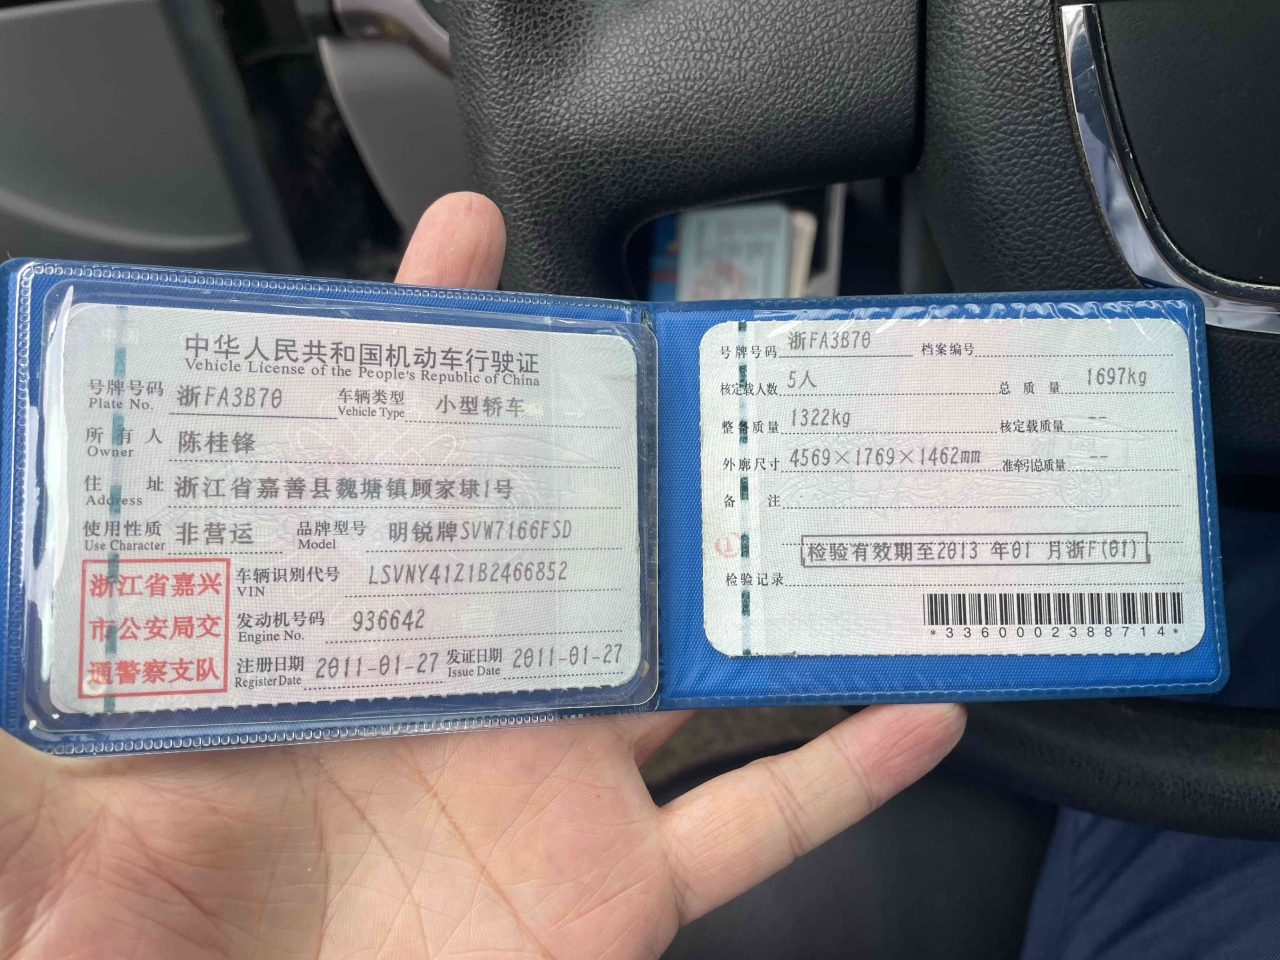 中华人民共和国机动车行驶证
Vehicle License of the People's Republic of China
号牌号码 Plate No. 浙FA3B70 车辆类型 Vehicle Type 小型轿车
所有人 Owner 陈桂锋
住址 Address 浙江省嘉善县魏塘镇顾家埭1号
使用性质 Use Character 非营运 品牌型号 Model 明锐牌SVW7166FSD
浙江省嘉兴
市公安局交
通警察支队
车辆识别代号 VIN LSVNY41Z1B2466852
发动机号码 Engine No. 936642
注册日期 Register Date 2011-01-27 发证日期 Issue Date 2011-01-27
号牌号码 浙FA3B70 档案编号
核定载人数 5人 总质量 1697kg
整备质量 1322kg 核定载质量 --
外廓尺寸 4569×1769×1462mm 准牵引总质量 --
备注
检验有效期至2013 年01 月浙F(01)
检验记录
*3360002388714*